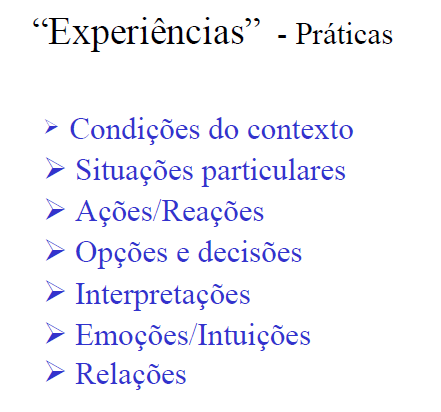 “Experiências” - Práticas
➢ Condições do contexto
➢ Situações particulares
➢ Ações/Reações
➢ Opções e decisões
➢ Interpretações
➢ Emoções/Intuições
➢ Relações